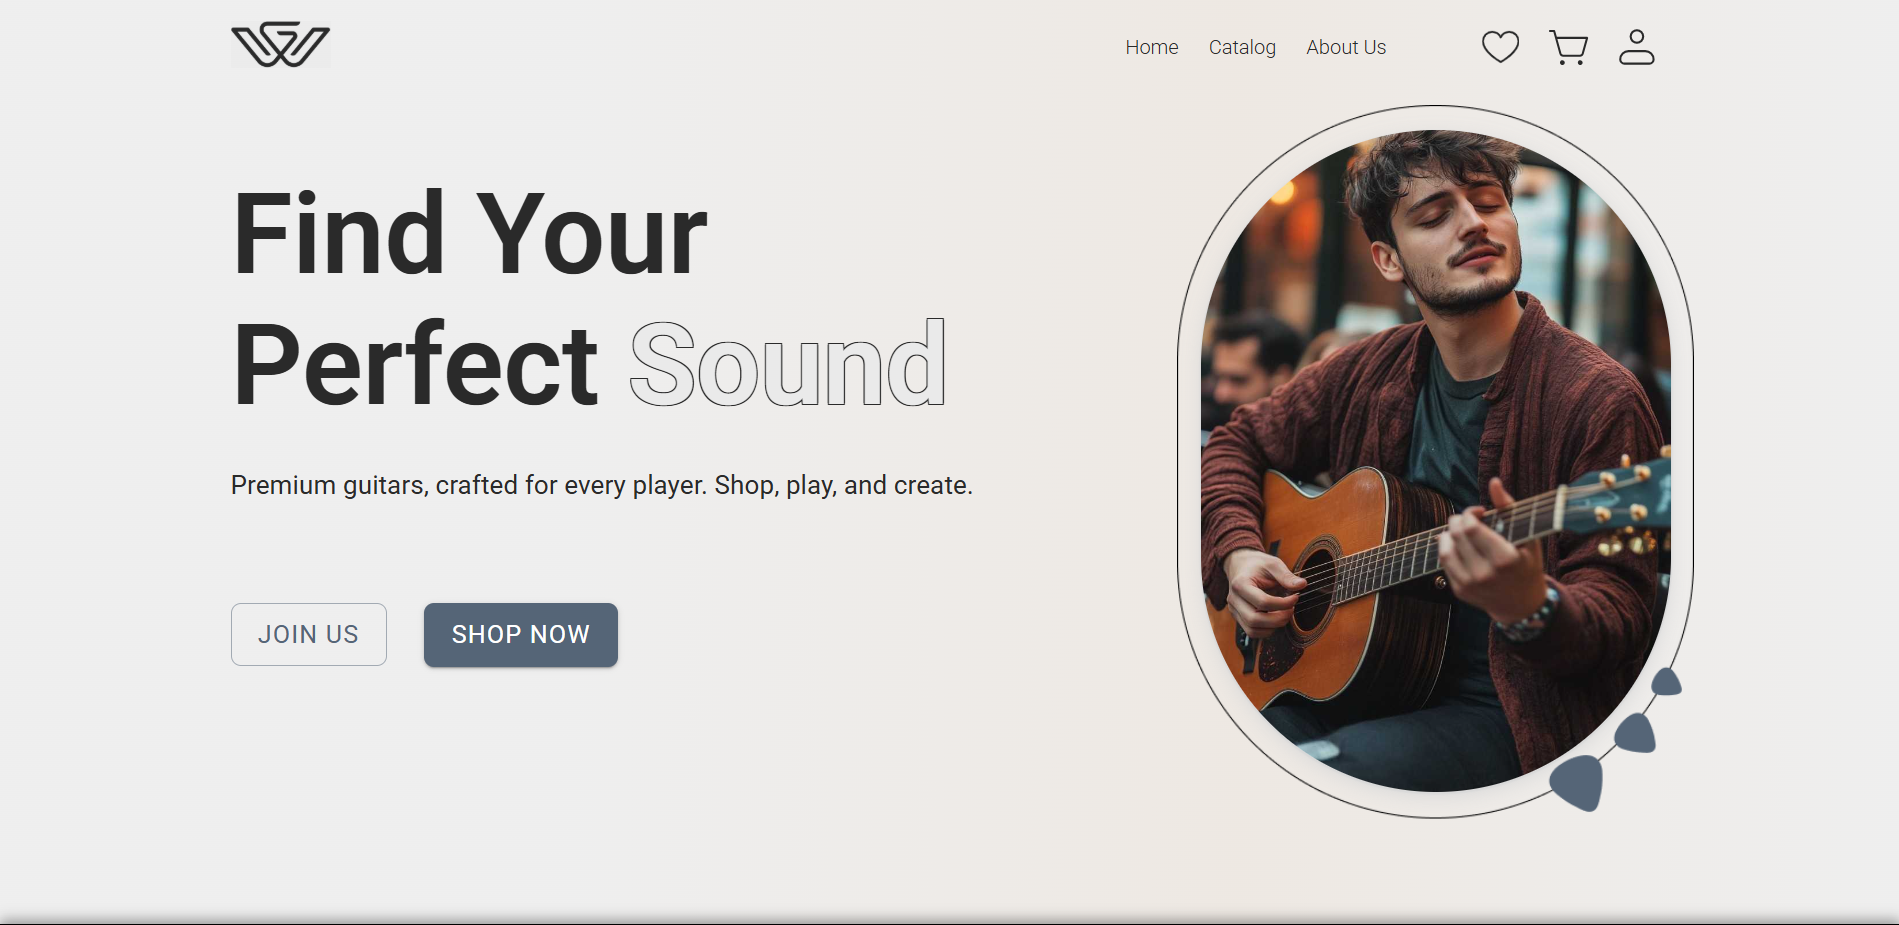 Home Catalog About Us
Find Your
Perfect Sound
Premium guitars, crafted for every player. Shop, play, and create.
JOIN US SHOP NOW